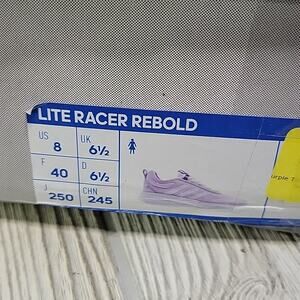 LITE RACER REBOLD
US UK
8 6½
F D
40 6½
J CHN
250 245
urple T